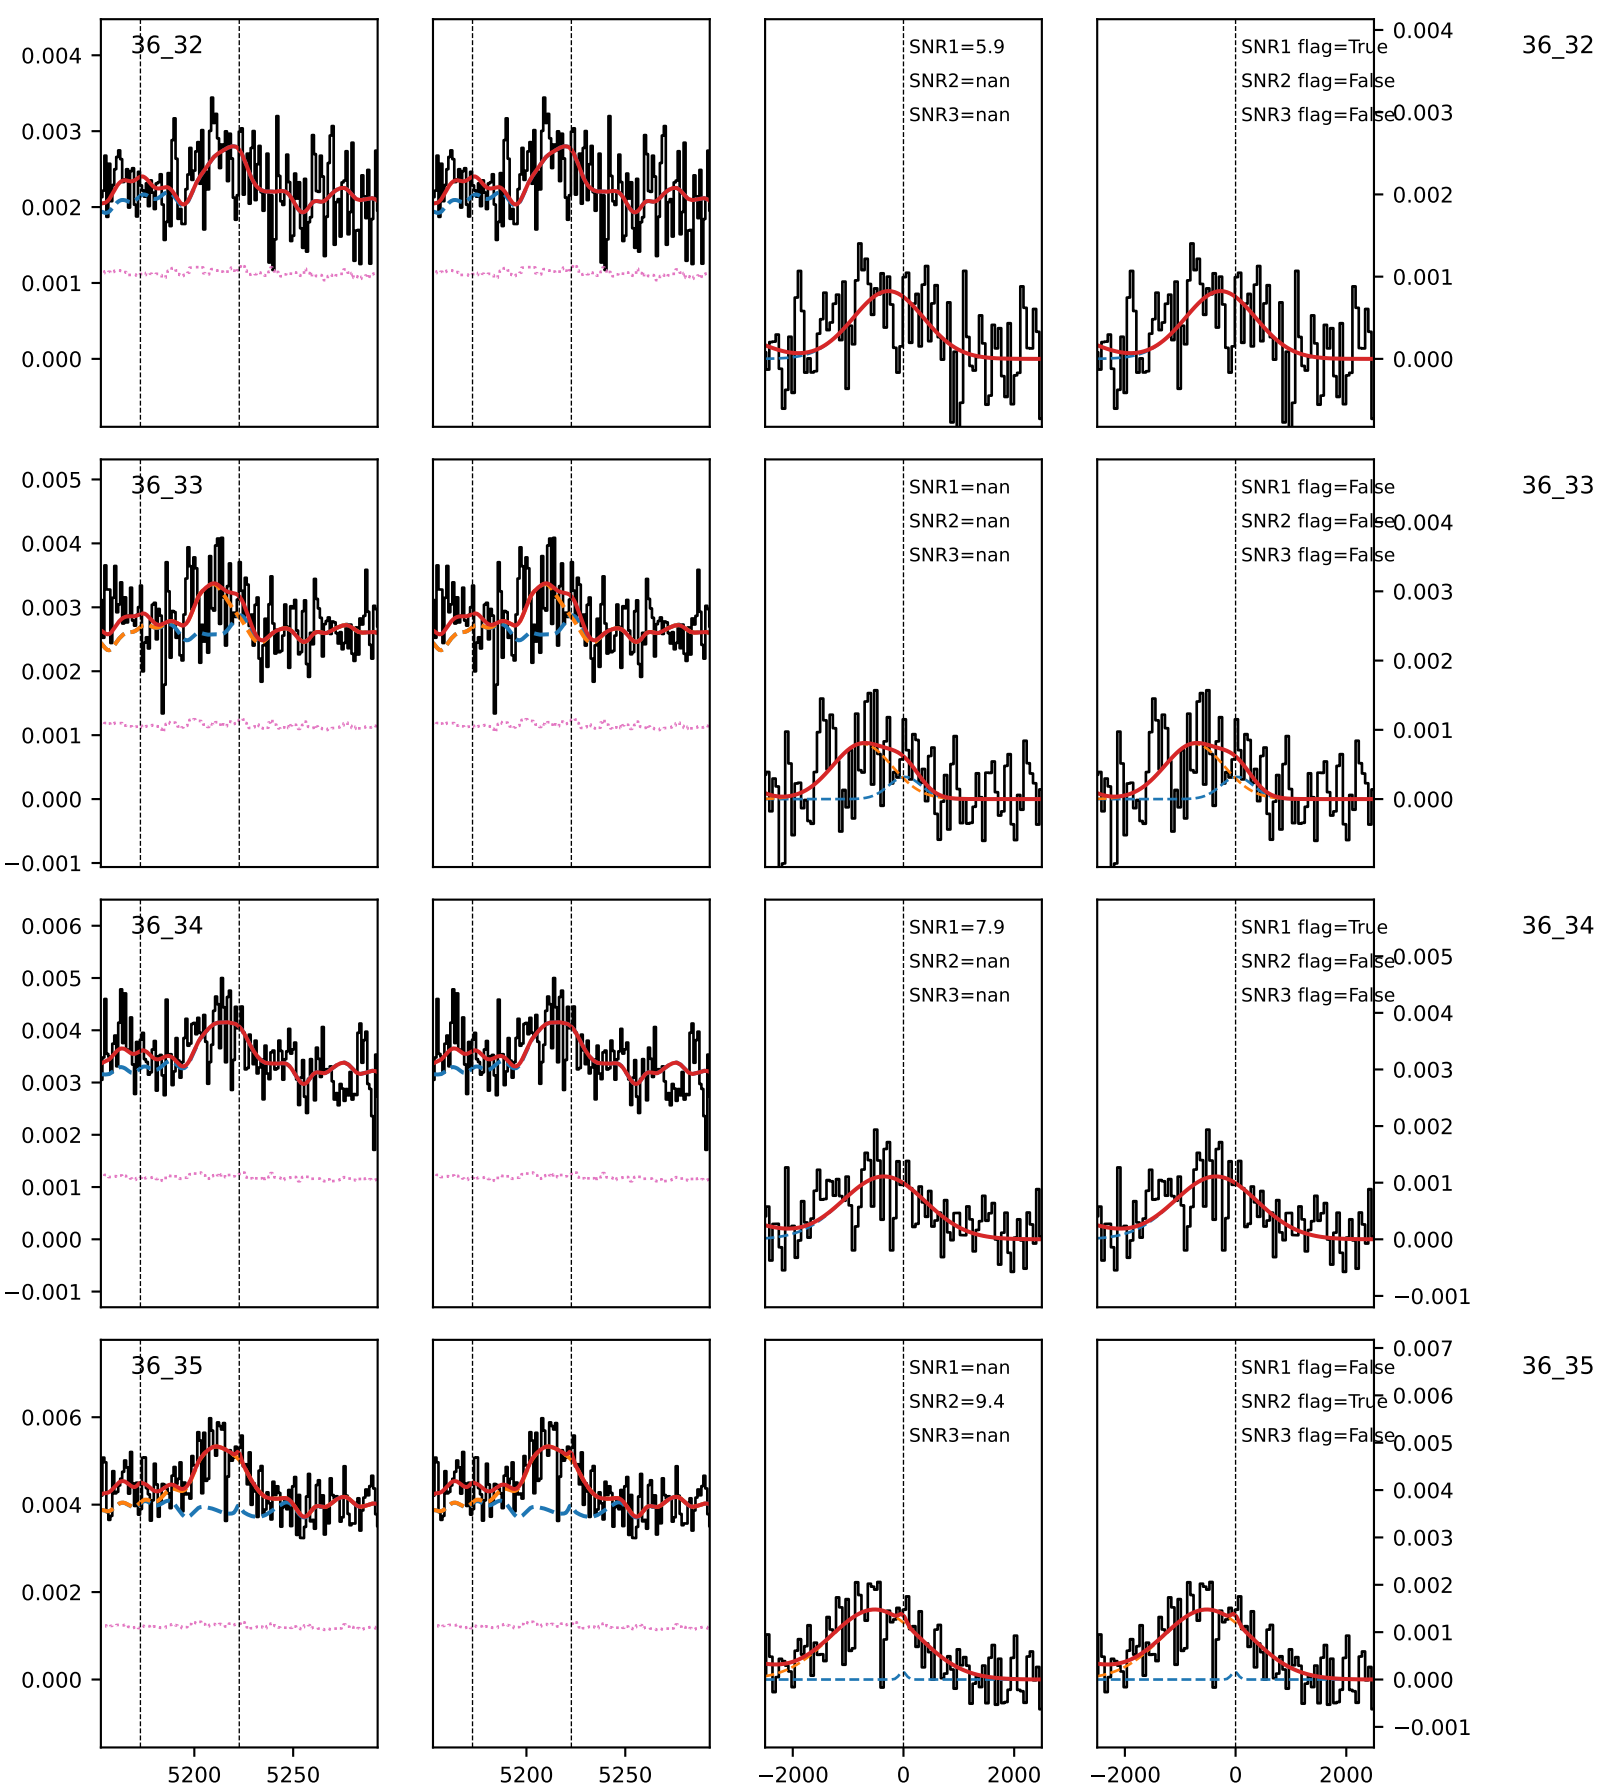 36_32
SNR1=5.9
SNR2=nan
SNR3=nan
SNR1 flag=True
SNR2 flag=False
SNR3 flag=False
36_32
0.004
0.003
0.002
0.001
0.000
0.004
0.003
0.002
0.001
0.000
36_33
SNR1=nan
SNR2=nan
SNR3=nan
SNR1 flag=False
SNR2 flag=False
SNR3 flag=False
36_33
0.005
0.004
0.003
0.002
0.001
0.000
−0.001
0.004
0.003
0.002
0.001
0.000
36_34
SNR1=7.9
SNR2=nan
SNR3=nan
SNR1 flag=True
SNR2 flag=False
SNR3 flag=False
36_34
0.006
0.005
0.004
0.003
0.002
0.001
0.000
−0.001
0.005
0.004
0.003
0.002
0.001
0.000
−0.001
36_35
SNR1=nan
SNR2=9.4
SNR3=nan
SNR1 flag=False
SNR2 flag=True
SNR3 flag=False
36_35
0.006
0.004
0.002
0.000
0.007
0.006
0.005
0.004
0.003
0.002
0.001
0.000
−0.001
5200 5250 5200 5250 −2000 0 2000 −2000 0 2000